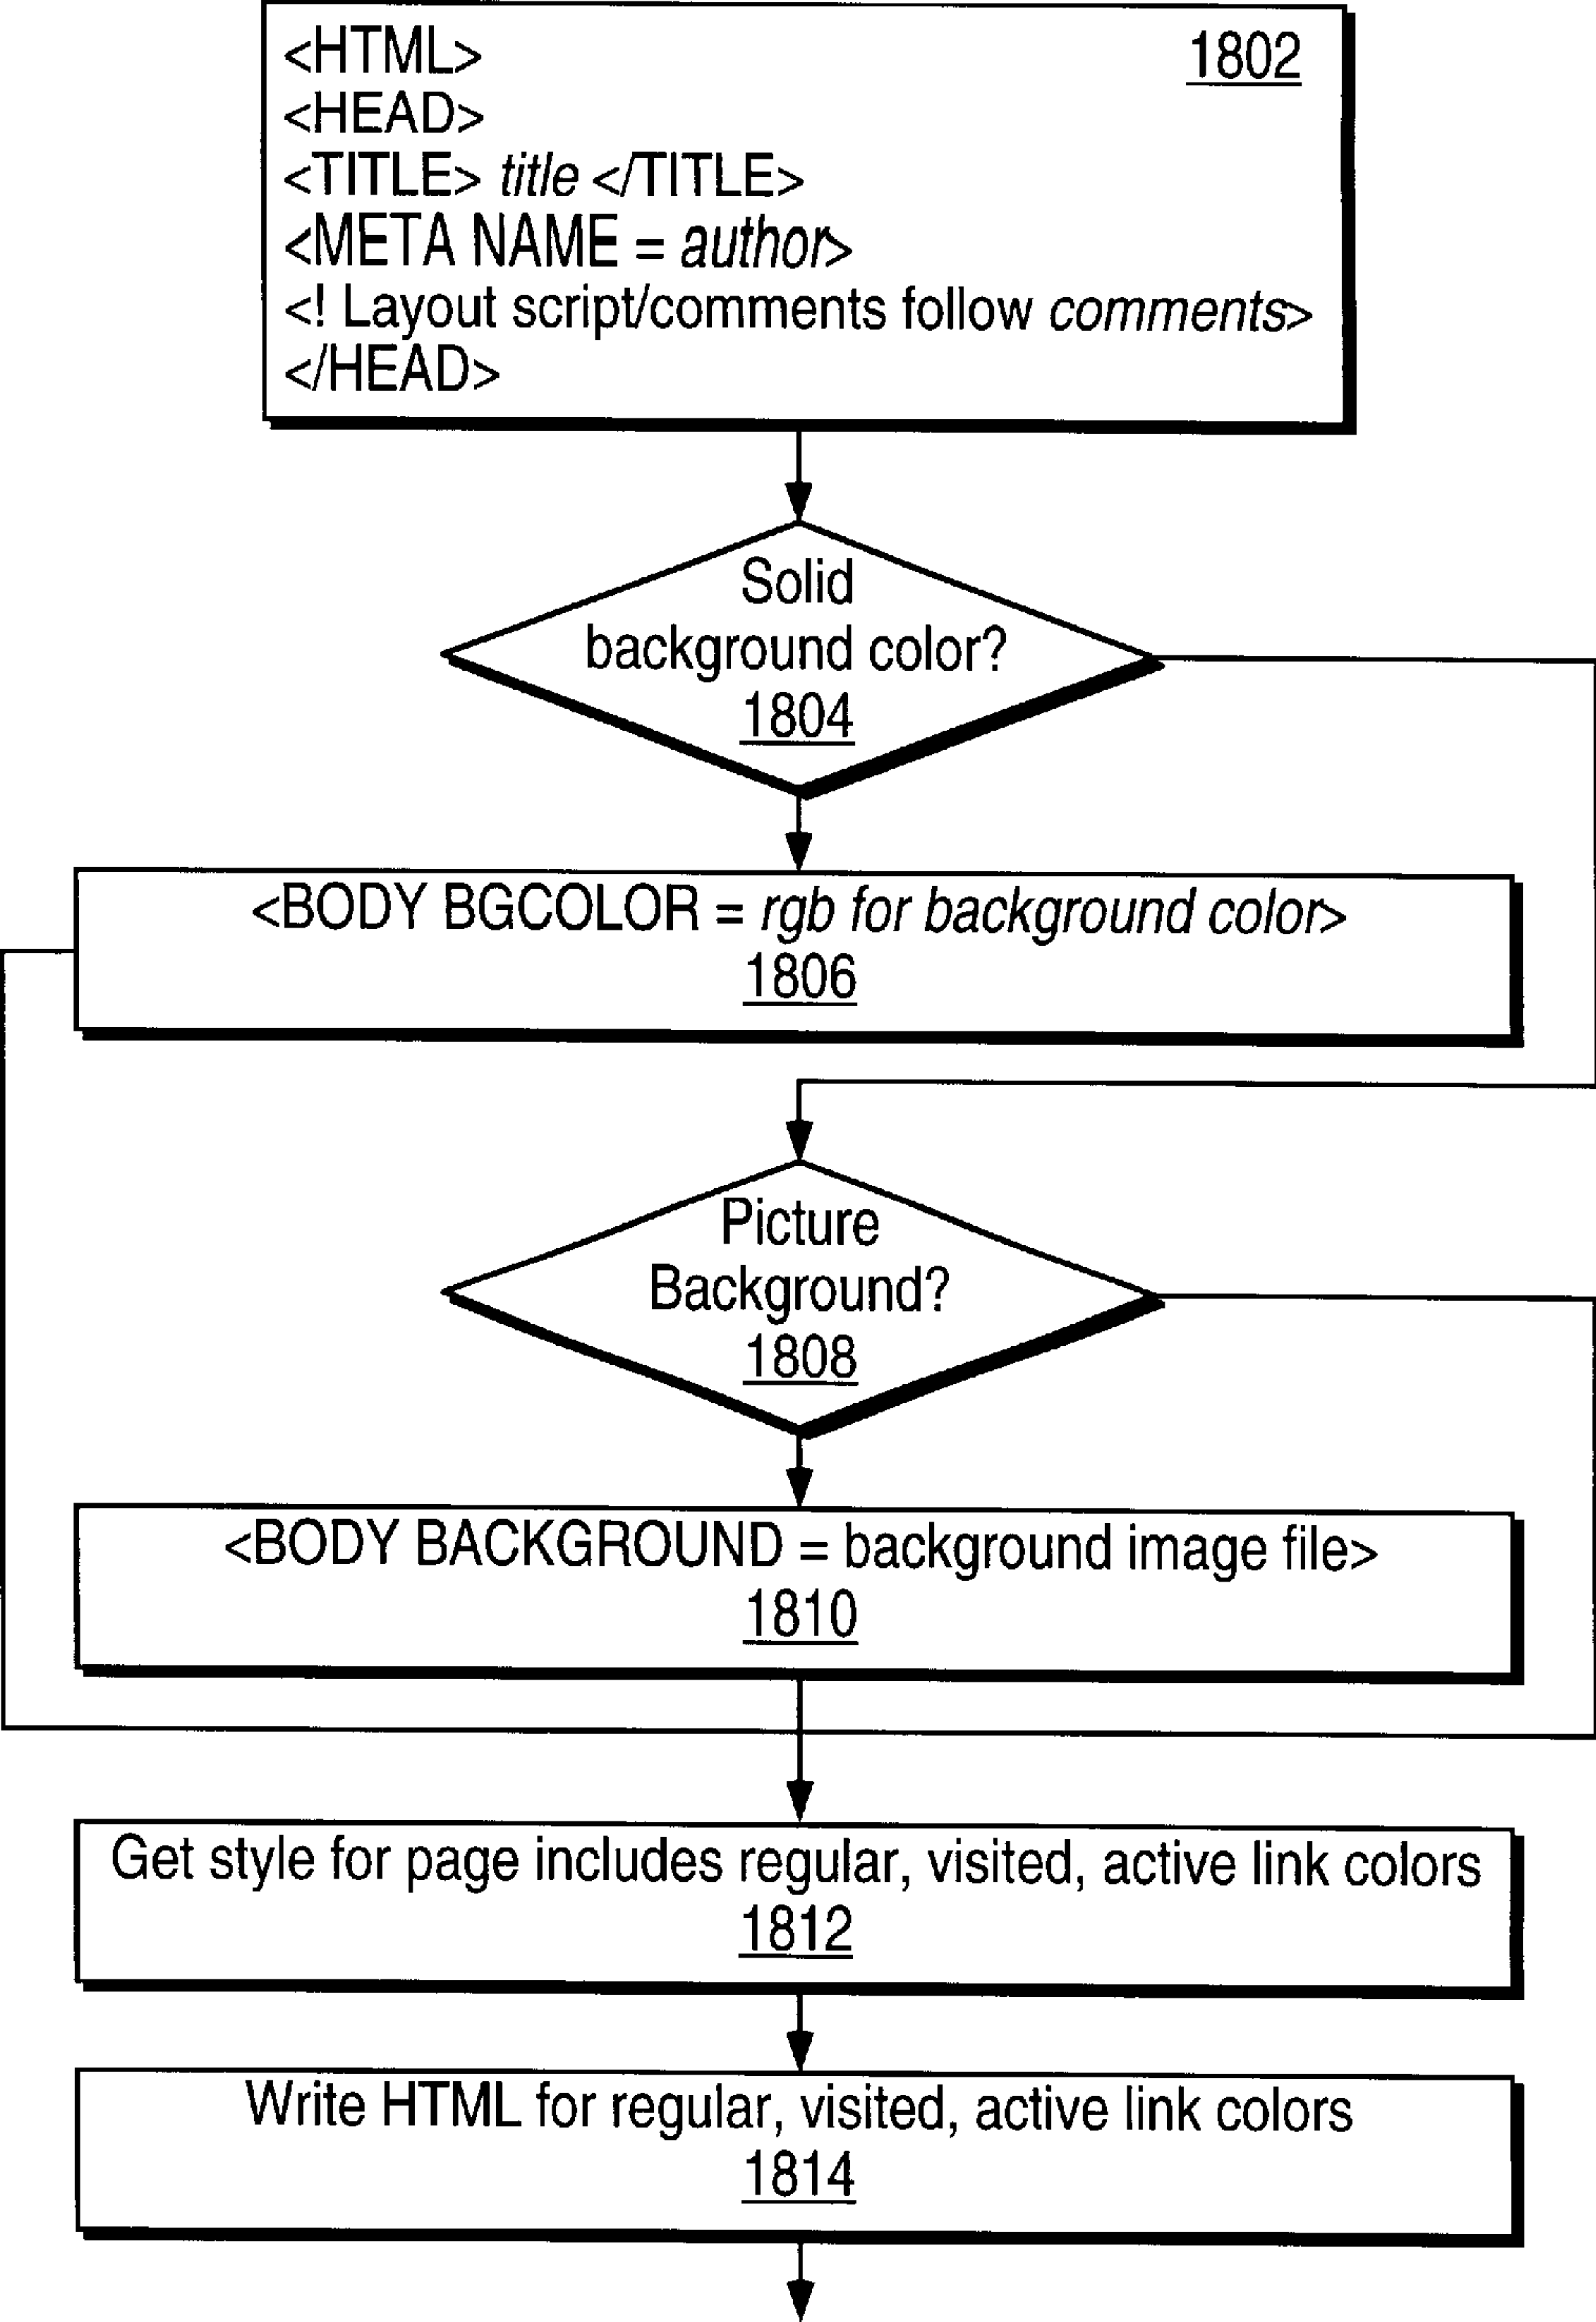 <HTML> 1802
<HEAD>
<TITLE> title </TITLE>
<META NAME = author>
<! Layout script/comments follow comments>
</HEAD>
Solid
background color?
1804
<BODY BGCOLOR = rgb for background color>
1806
Picture
Background?
1808
<BODY BACKGROUND = background image file>
1810
Get style for page includes regular, visited, active link colors
1812
Write HTML for regular, visited, active link colors
1814